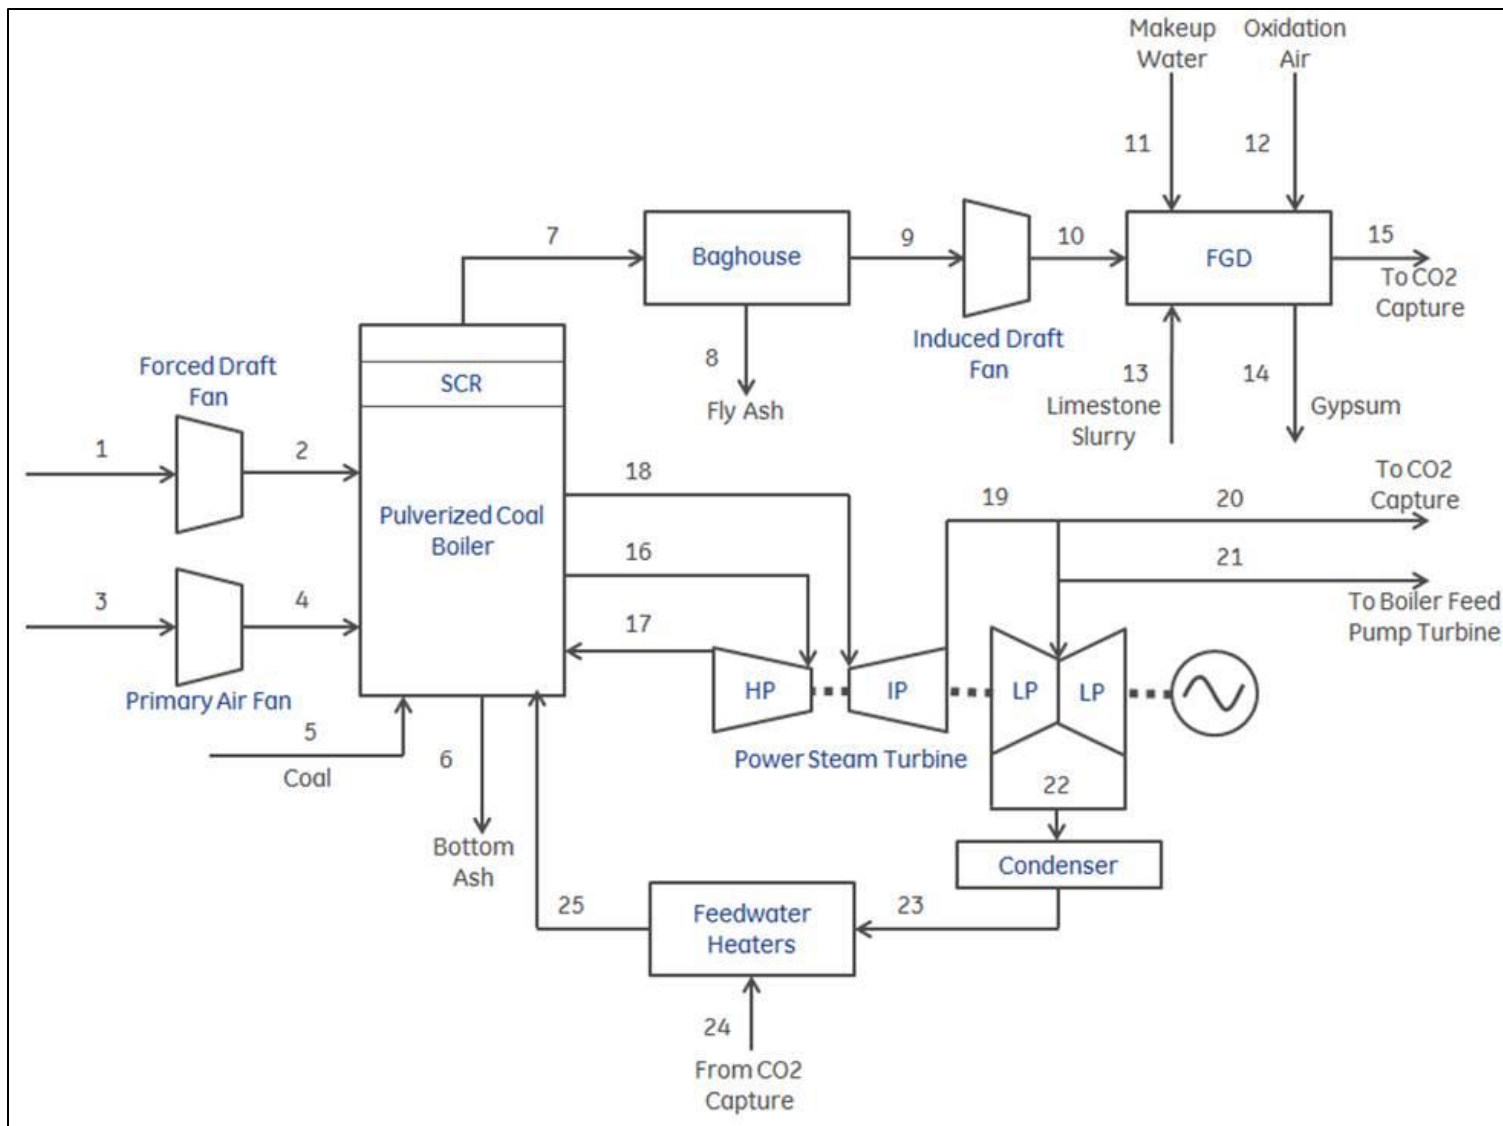 Makeup
Water
Oxidation
Air
11
12
7
Baghouse
9
10
FGD
15
To CO2
Capture
Induced Draft
Fan
8
Fly Ash
13
Limestone
Slurry
14
Gypsum
Forced Draft
Fan
SCR
1
2
18
19
20
To CO2
Capture
Pulverized Coal
Boiler
16
21
To Boiler Feed
Pump Turbine
3
4
17
HP
IP
LP
LP
Primary Air Fan
5
Coal
6
Power Steam Turbine
22
Bottom
Ash
Condenser
25
Feedwater
Heaters
23
24
From CO2
Capture